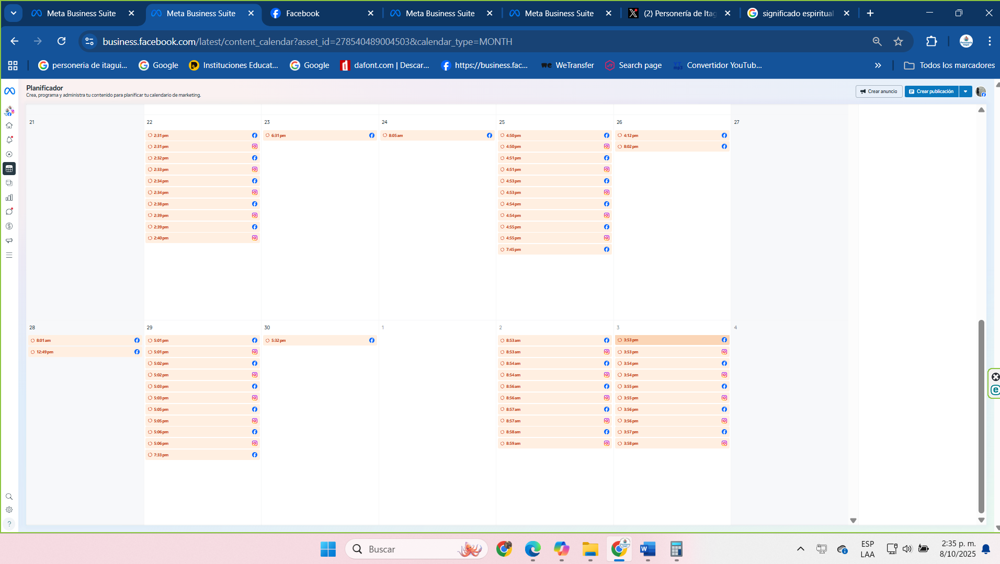 Meta Business Suite
Meta Business Suite
Facebook
Meta Business Suite
Meta Business Suite
(2) Personería de Itag
significado espiritual
business.facebook.com/latest/content_calendar?asset_id=278540489004503&calendar_type=MONTH
personeria de itagui...
Google
Instituciones Educat...
Google
dafont.com | Descar...
https://business.fac...
WeTransfer
Search page
Convertidor YouTub...
Todos los marcadores
Planificador
Crea, programa y administra tu contenido para planificar tu calendario de marketing.
Crear anuncio
Crear publicación
21
22
2:31pm
2:31pm
2:32pm
2:33pm
2:34pm
2:34pm
2:38pm
2:39pm
2:39pm
2:40pm
23
6:31pm
24
8:05am
25
4:50pm
4:50pm
4:51pm
4:51pm
4:53pm
4:53pm
4:54pm
4:54pm
4:55pm
4:55pm
7:45pm
26
4:12pm
8:02pm
27
28
8:01am
12:49pm
29
5:01pm
5:01pm
5:02pm
5:02pm
5:03pm
5:03pm
5:05pm
5:05pm
5:06pm
5:06pm
7:33pm
30
5:32pm
1
2
8:53am
8:53am
8:54am
8:54am
8:56am
8:56am
8:57am
8:57am
8:58am
8:59am
3
3:53pm
3:53pm
3:54pm
3:54pm
3:55pm
3:55pm
3:56pm
3:56pm
3:57pm
3:58pm
4
Buscar
ESP
LAA
2:35 p. m.
8/10/2025